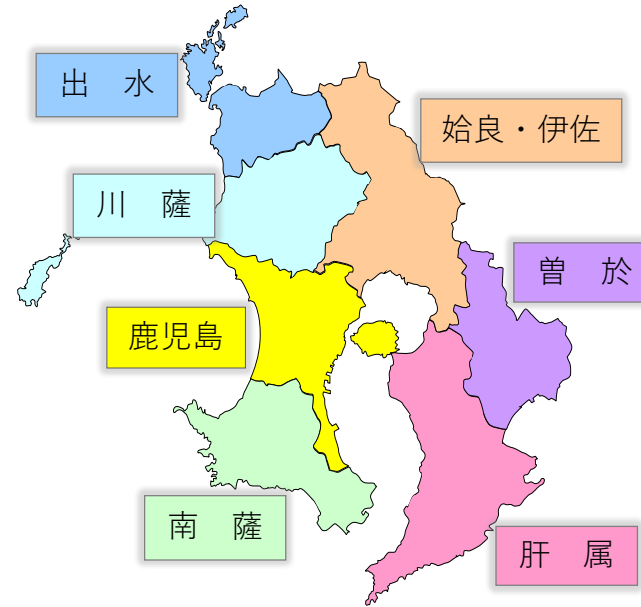 出　水
姶良・伊佐
川　薩
曽　於
鹿児島
南　薩
肝　属